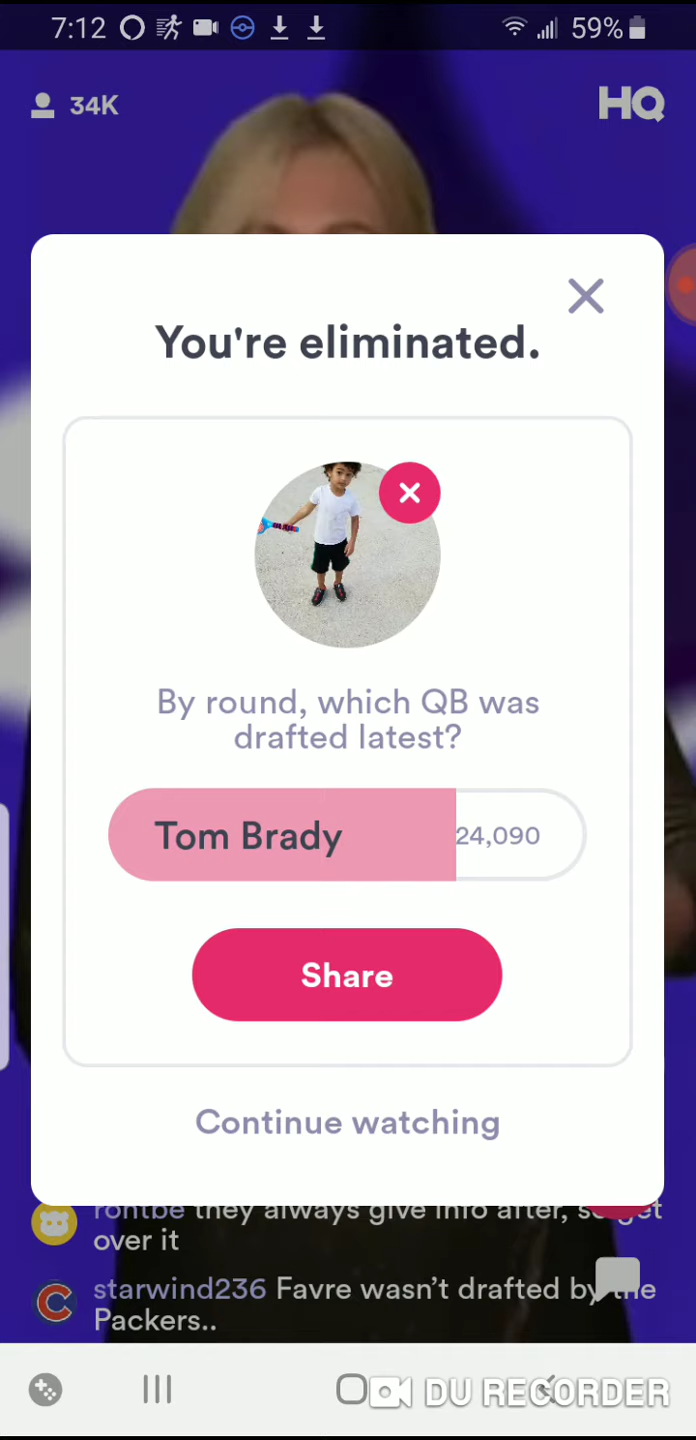 7:12
59%
34K
HQ
You're eliminated.
By round, which QB was
drafted latest?
Tom Brady
24,090
Share
Continue watching
rontbe they always give info after, so get
over it
starwind236 Favre wasn't drafted by the
Packers..
DU RECORDER